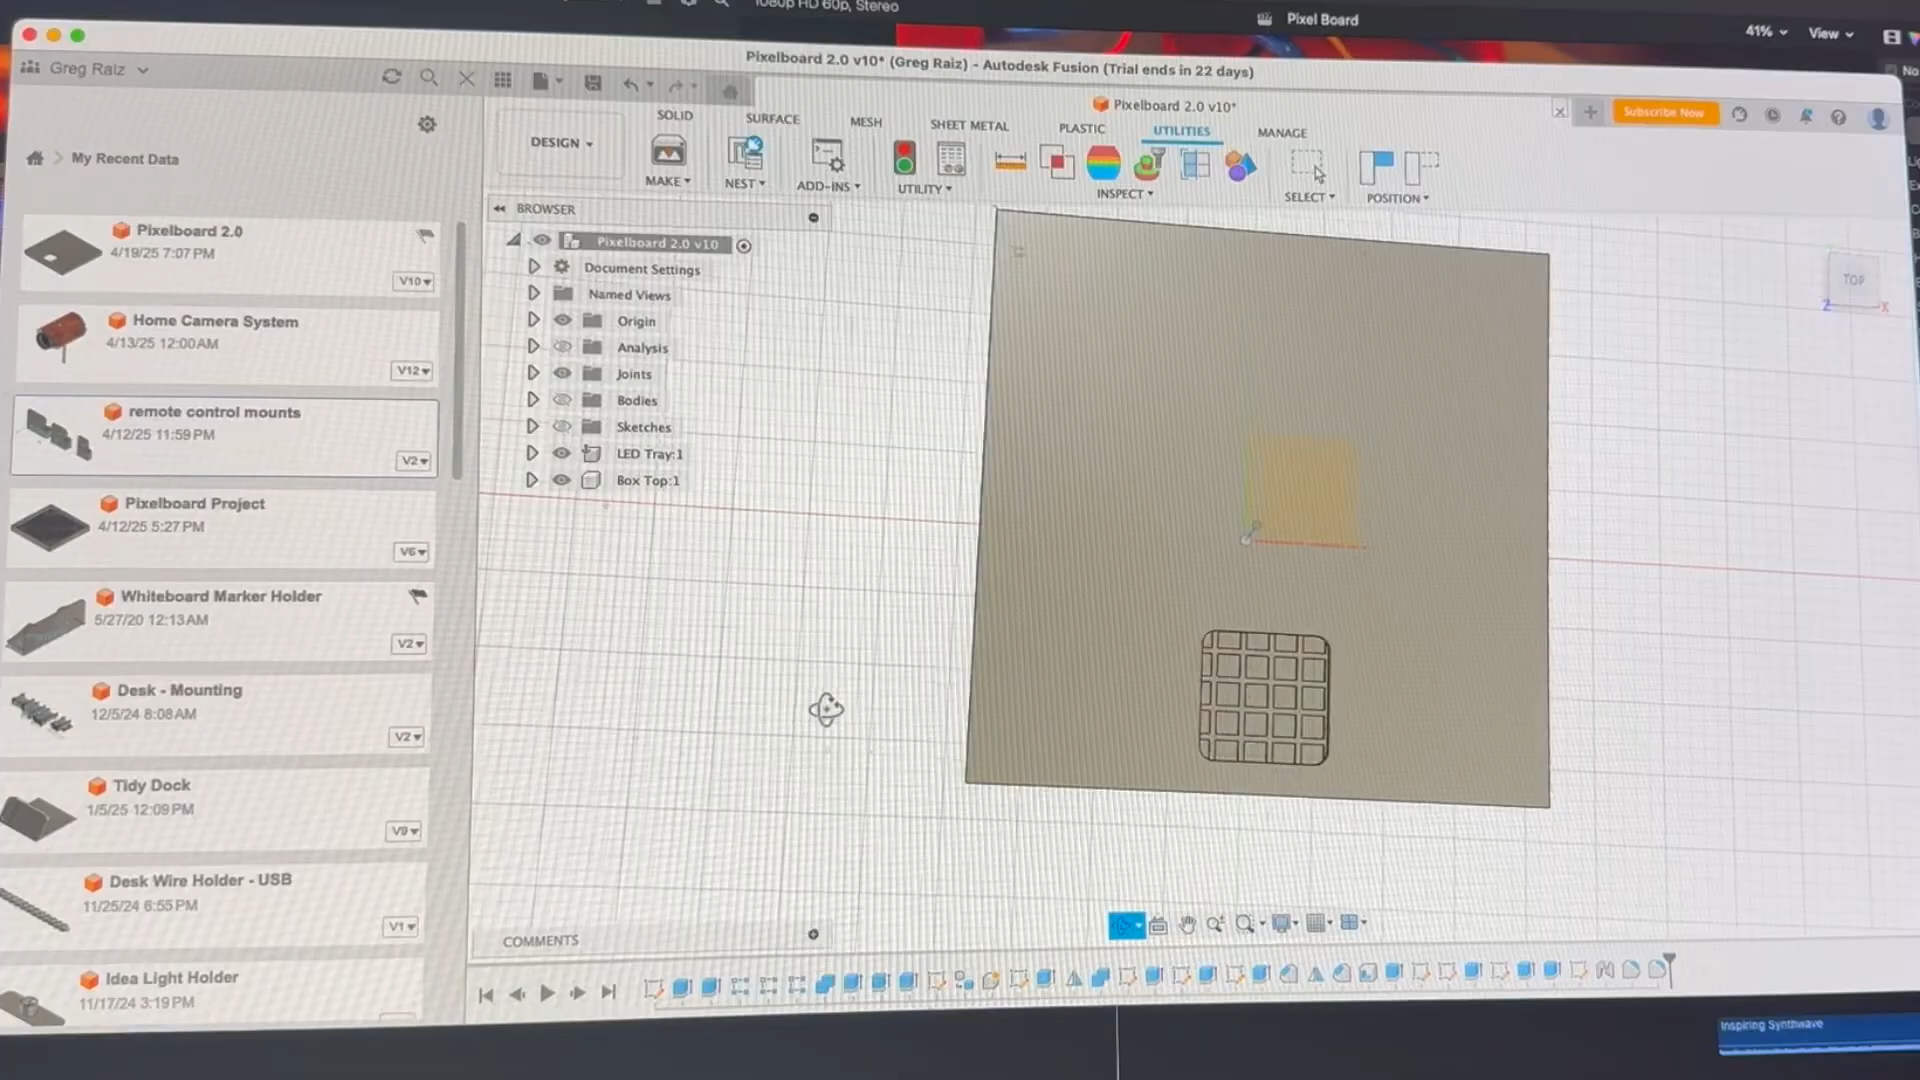 1080p HD 60p, Stereo
Pixel Board
41%
View
No
Pixelboard 2.0 v10* (Greg Raiz) - Autodesk Fusion (Trial ends in 22 days)
Greg Raiz
Pixelboard 2.0 v10*
Subscribe Now
SOLID
SURFACE
MESH
SHEET METAL
PLASTIC
UTILITIES
MANAGE
DESIGN
MAKE
NEST
ADD-INS
UTILITY
INSPECT
SELECT
POSITION
My Recent Data
BROWSER
Pixelboard 2.0
4/19/25 7:07 PM
V10
Home Camera System
4/13/25 12:00 AM
V12
remote control mounts
4/12/25 11:59 PM
V2
Pixelboard Project
4/12/25 5:27 PM
V6
Whiteboard Marker Holder
5/27/20 12:13 AM
V2
Desk - Mounting
12/5/24 8:08 AM
V2
Tidy Dock
1/5/25 12:09 PM
V9
Desk Wire Holder - USB
11/25/24 6:55 PM
V1
Idea Light Holder
11/17/24 3:19 PM
Pixelboard 2.0 v10
Document Settings
Named Views
Origin
Analysis
Joints
Bodies
Sketches
LED Tray:1
Box Top:1
TOP
Z
X
COMMENTS
Inspiring Synthwave